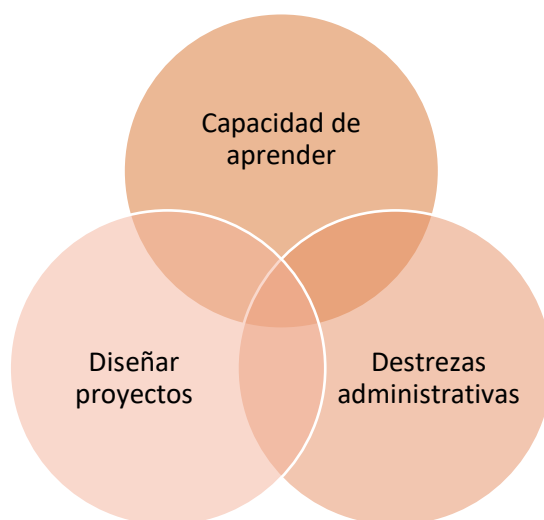 Capacidad de
aprender
Diseñar
proyectos
Destrezas
administrativas